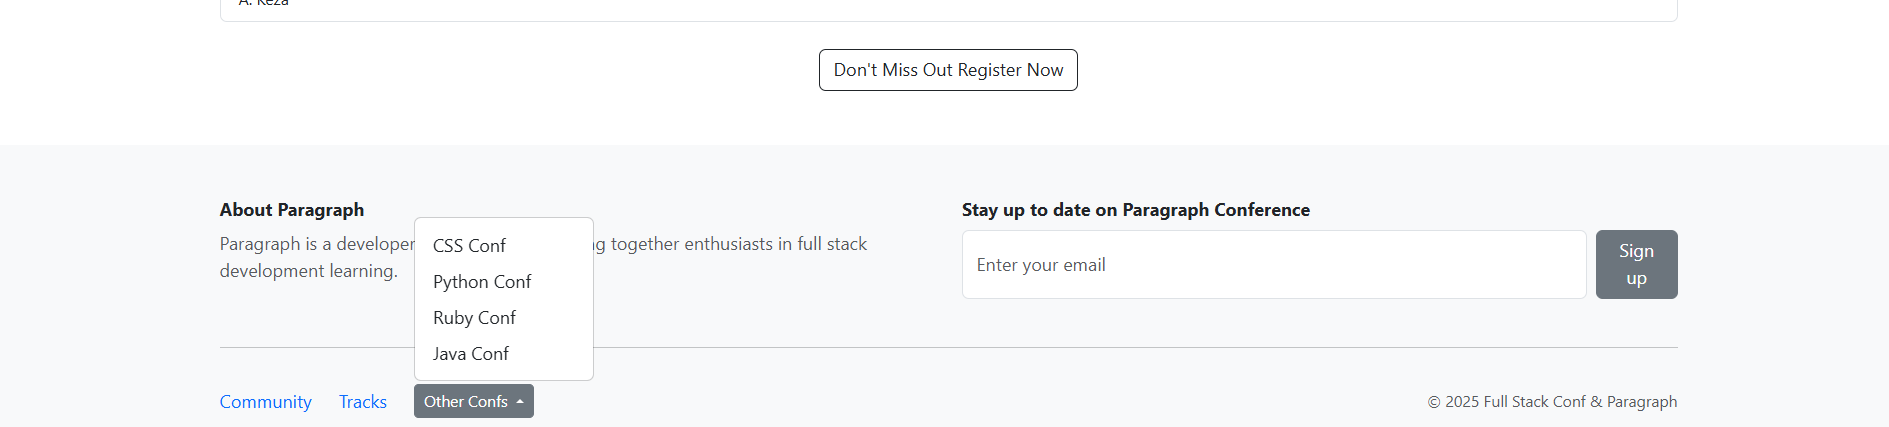 A. Reza
Don't Miss Out Register Now
About Paragraph
Paragraph is a developer
g together enthusiasts in full stack
development learning.
CSS Conf
Python Conf
Ruby Conf
Java Conf
Stay up to date on Paragraph Conference
Enter your email
Sign
up
Community
Tracks
Other Confs
© 2025 Full Stack Conf & Paragraph